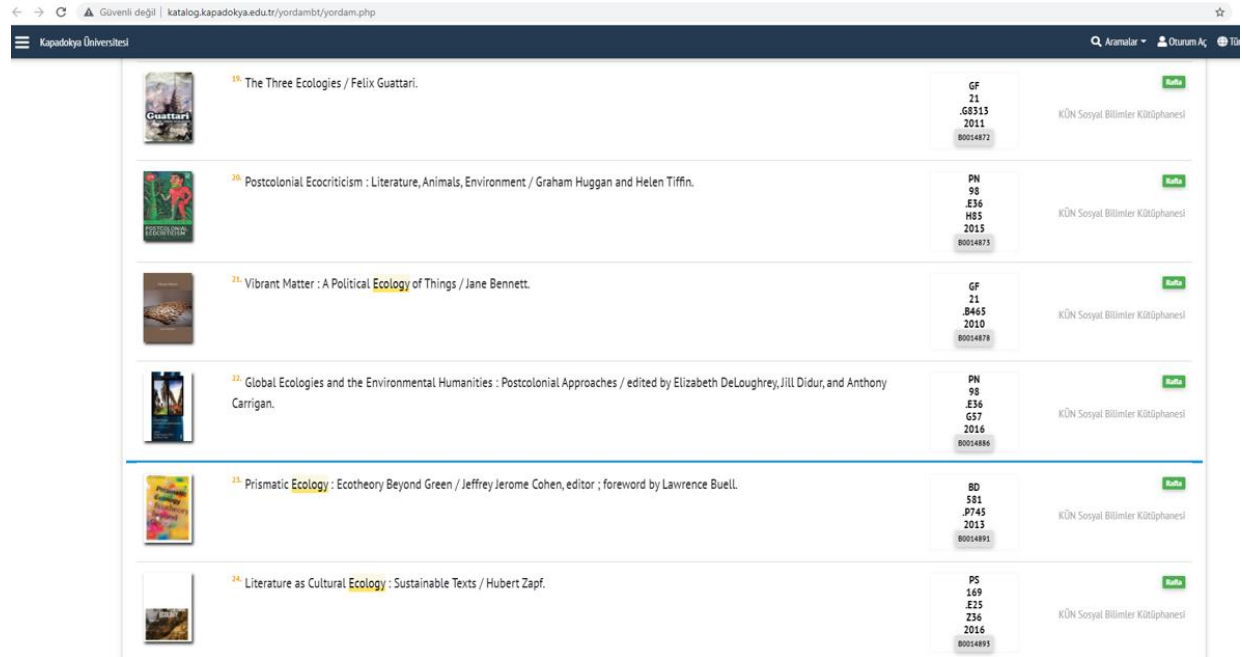 Güvenli değil | katalog.kapadokya.edu.tr/yordambt/yordam.php
Kapadokya Üniversitesi
Aramalar
Oturum Aç
19. The Three Ecologies / Felix Guattari.
Guattari
GF
21
.G8313
2011
B0014872
Rafta
KÜN Sosyal Bilimler Kütüphanesi
20. Postcolonial Ecocriticism : Literature, Animals, Environment / Graham Huggan and Helen Tiffin.
POSTCOLONIAL
ECOCRITICISM
PN
98
.E36
H85
2015
B0014873
Rafta
KÜN Sosyal Bilimler Kütüphanesi
21. Vibrant Matter : A Political Ecology of Things / Jane Bennett.
GF
21
.B465
2010
B0014878
Rafta
KÜN Sosyal Bilimler Kütüphanesi
22. Global Ecologies and the Environmental Humanities : Postcolonial Approaches / edited by Elizabeth DeLoughrey, Jill Didur, and Anthony
Carrigan.
PN
98
.E36
G57
2016
B0014886
Rafta
KÜN Sosyal Bilimler Kütüphanesi
23. Prismatic Ecology : Ecotheory Beyond Green / Jeffrey Jerome Cohen, editor ; foreword by Lawrence Buell.
Prismatic
Ecology
Ecotheory
beyond
BD
581
.P745
2013
B0014891
Rafta
KÜN Sosyal Bilimler Kütüphanesi
24. Literature as Cultural Ecology : Sustainable Texts / Hubert Zapf.
PS
169
.E25
Z36
2016
B0014893
Rafta
KÜN Sosyal Bilimler Kütüphanesi